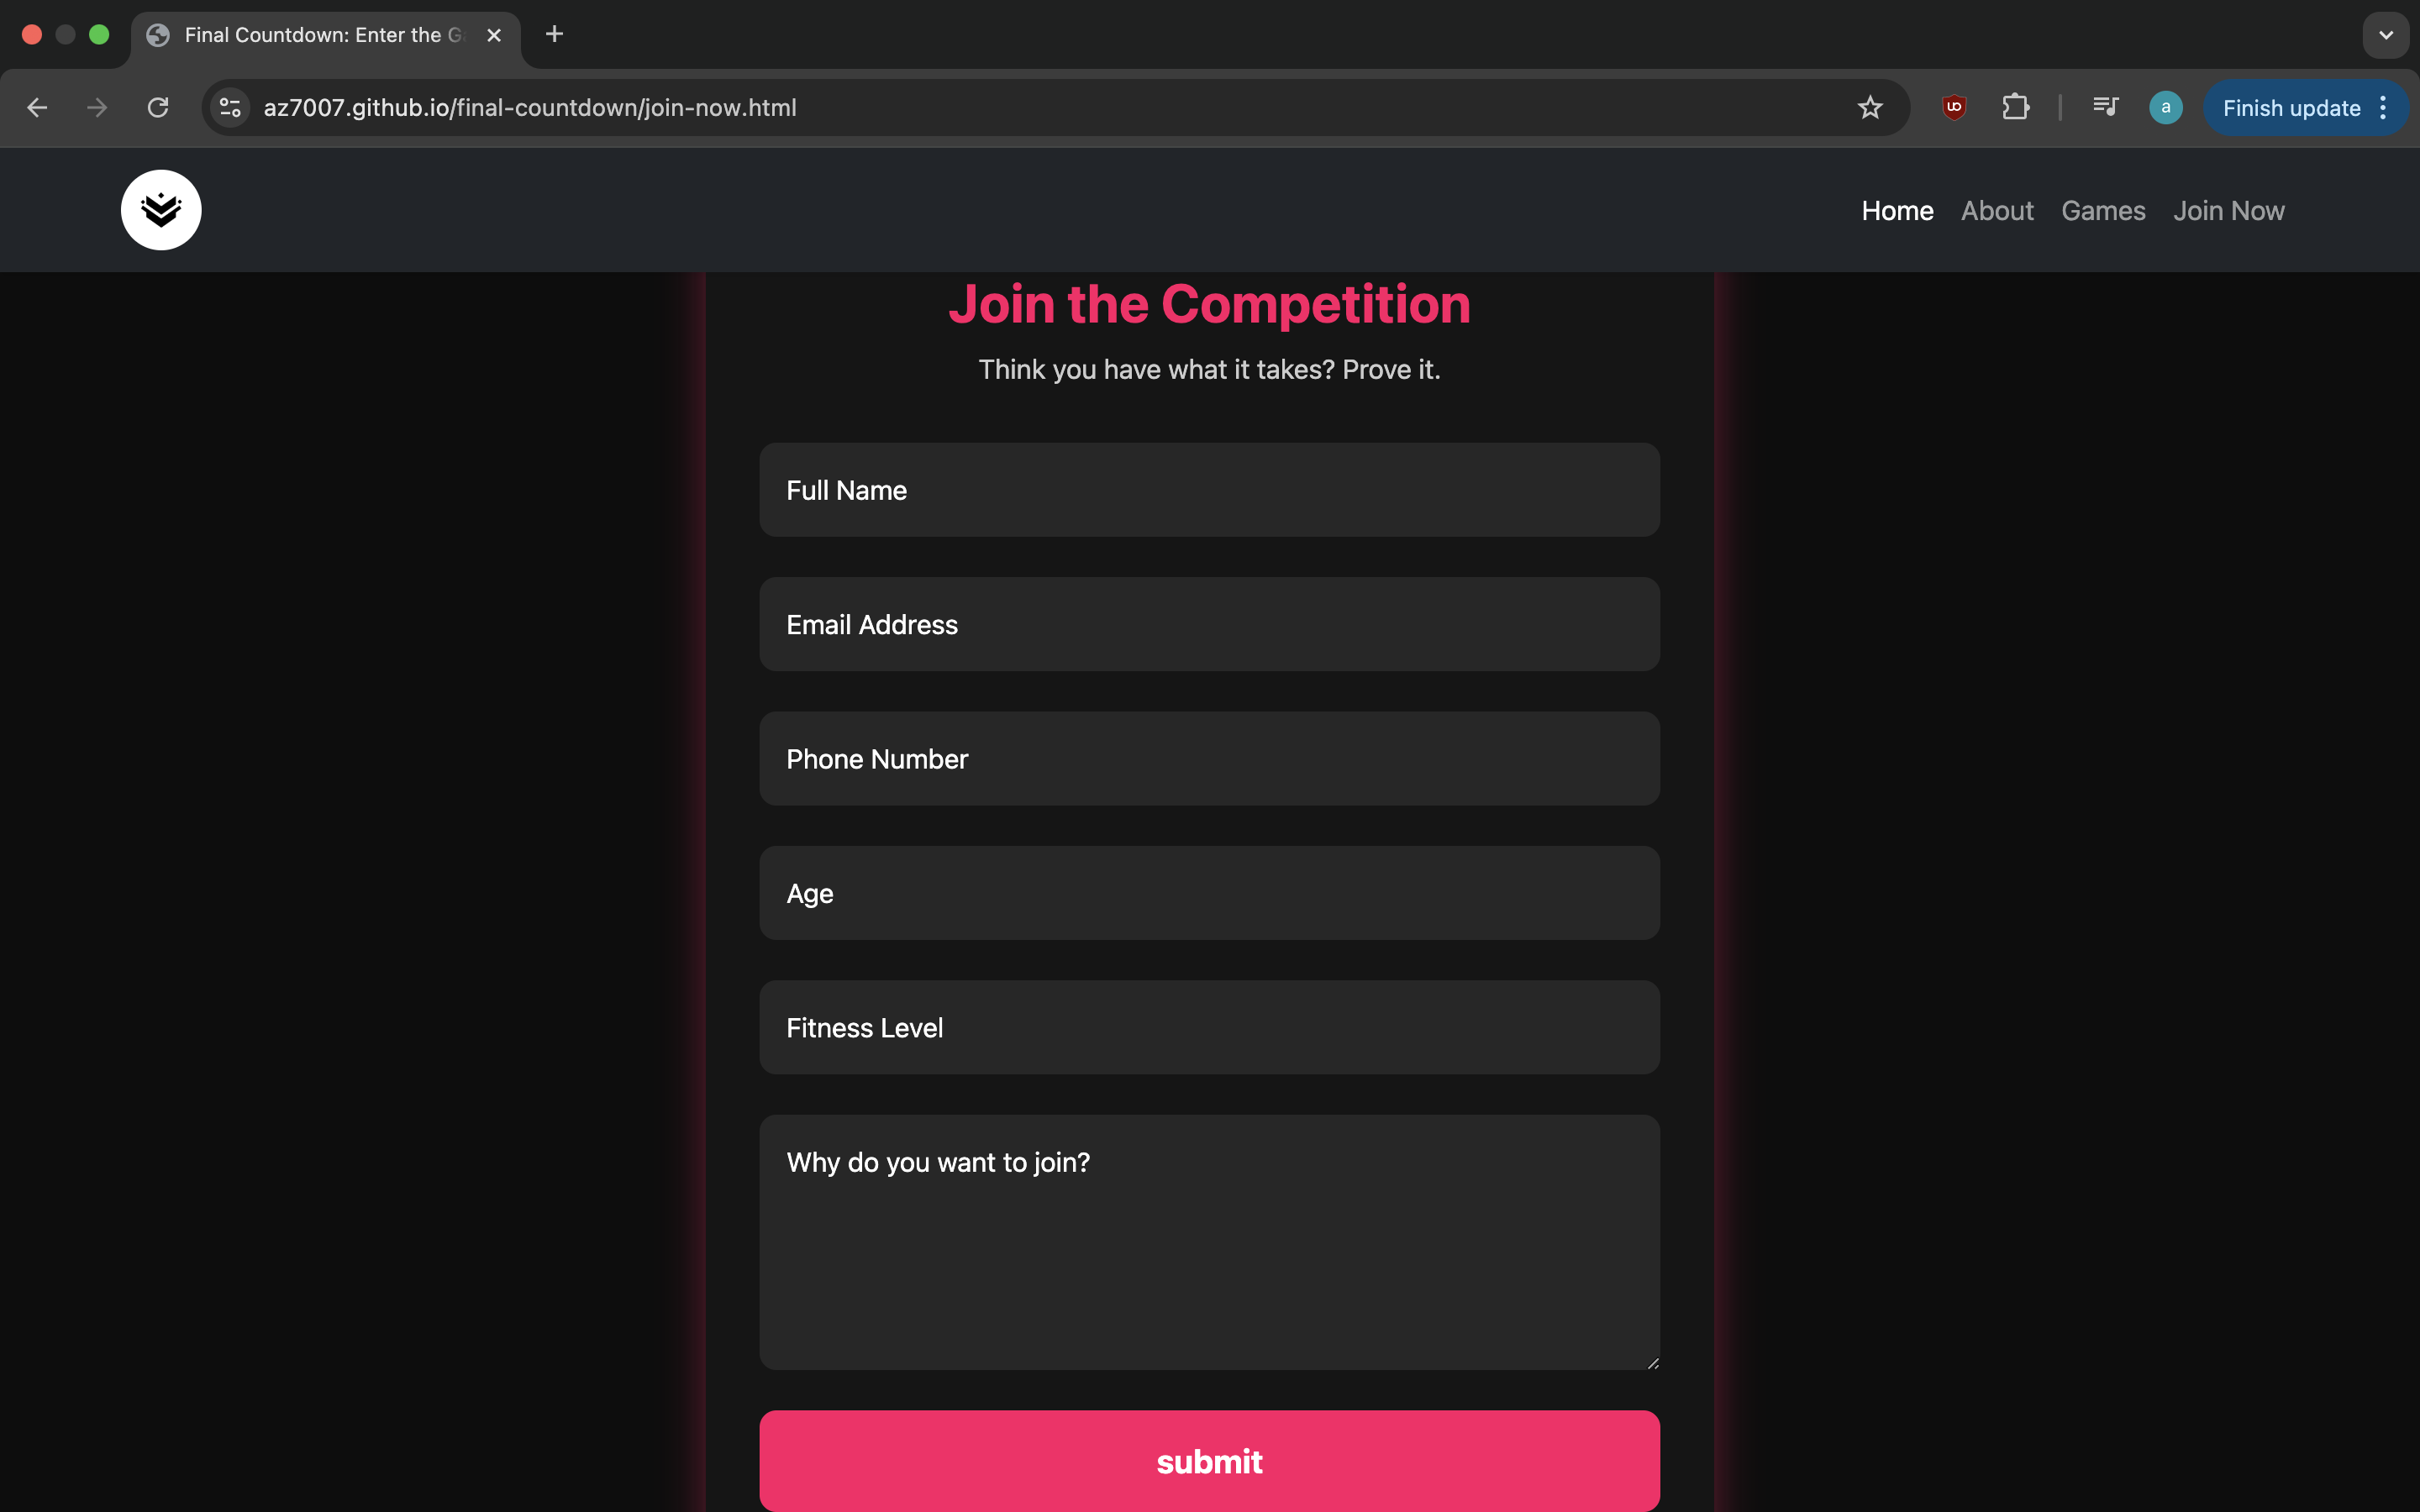 Final Countdown: Enter the G
az7007.github.io/final-countdown/join-now.html
a
Finish update
Home
About
Games
Join Now
Join the Competition
Think you have what it takes? Prove it.
Full Name
Email Address
Phone Number
Age
Fitness Level
Why do you want to join?
submit